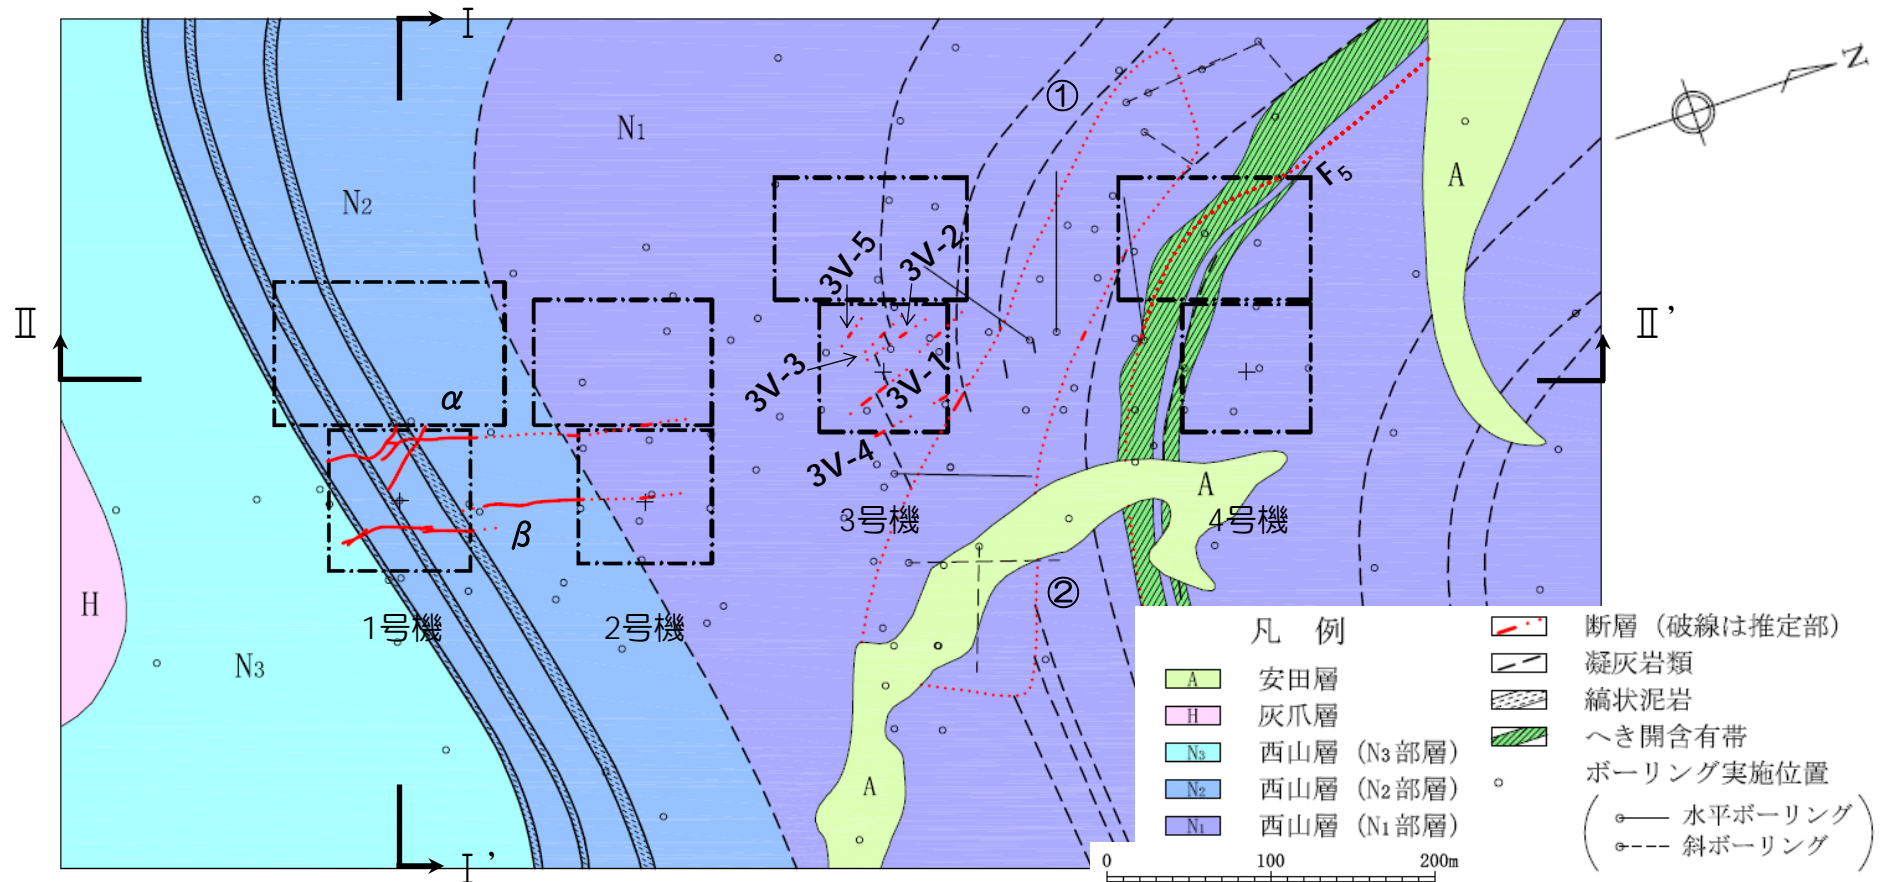 I
N
①
N₁
A
F₅
N₂
3V-5
3V-2
Ⅱ
Ⅱ’
3V-3
3V-1
α
3V-4
A
3号機
4号機
β
H
②
1号機
2号機
N₃
A
I’
凡 例
A 安田層
H 灰爪層
N₃ 西山層 (N₃部層)
N₂ 西山層 (N₂部層)
N₁ 西山層 (N₁部層)
断層 (破線は推定部)
凝灰岩類
縞状泥岩
へき開含有帯
ボーリング実施位置
水平ボーリング
斜ボーリング
0 100 200m